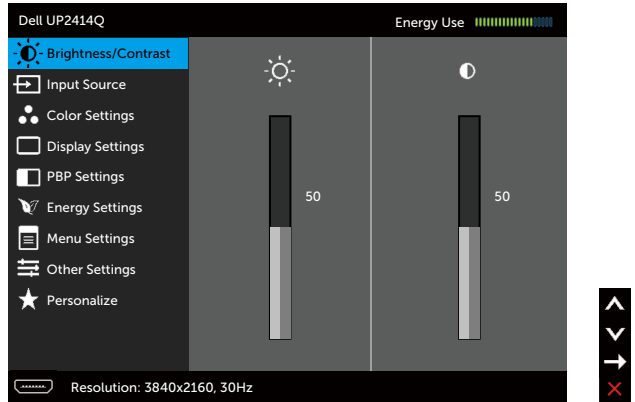 Dell UP2414Q
Energy Use
Brightness/Contrast
Input Source
Color Settings
Display Settings
PBP Settings
Energy Settings
Menu Settings
Other Settings
Personalize
50
50
Resolution: 3840x2160, 30Hz